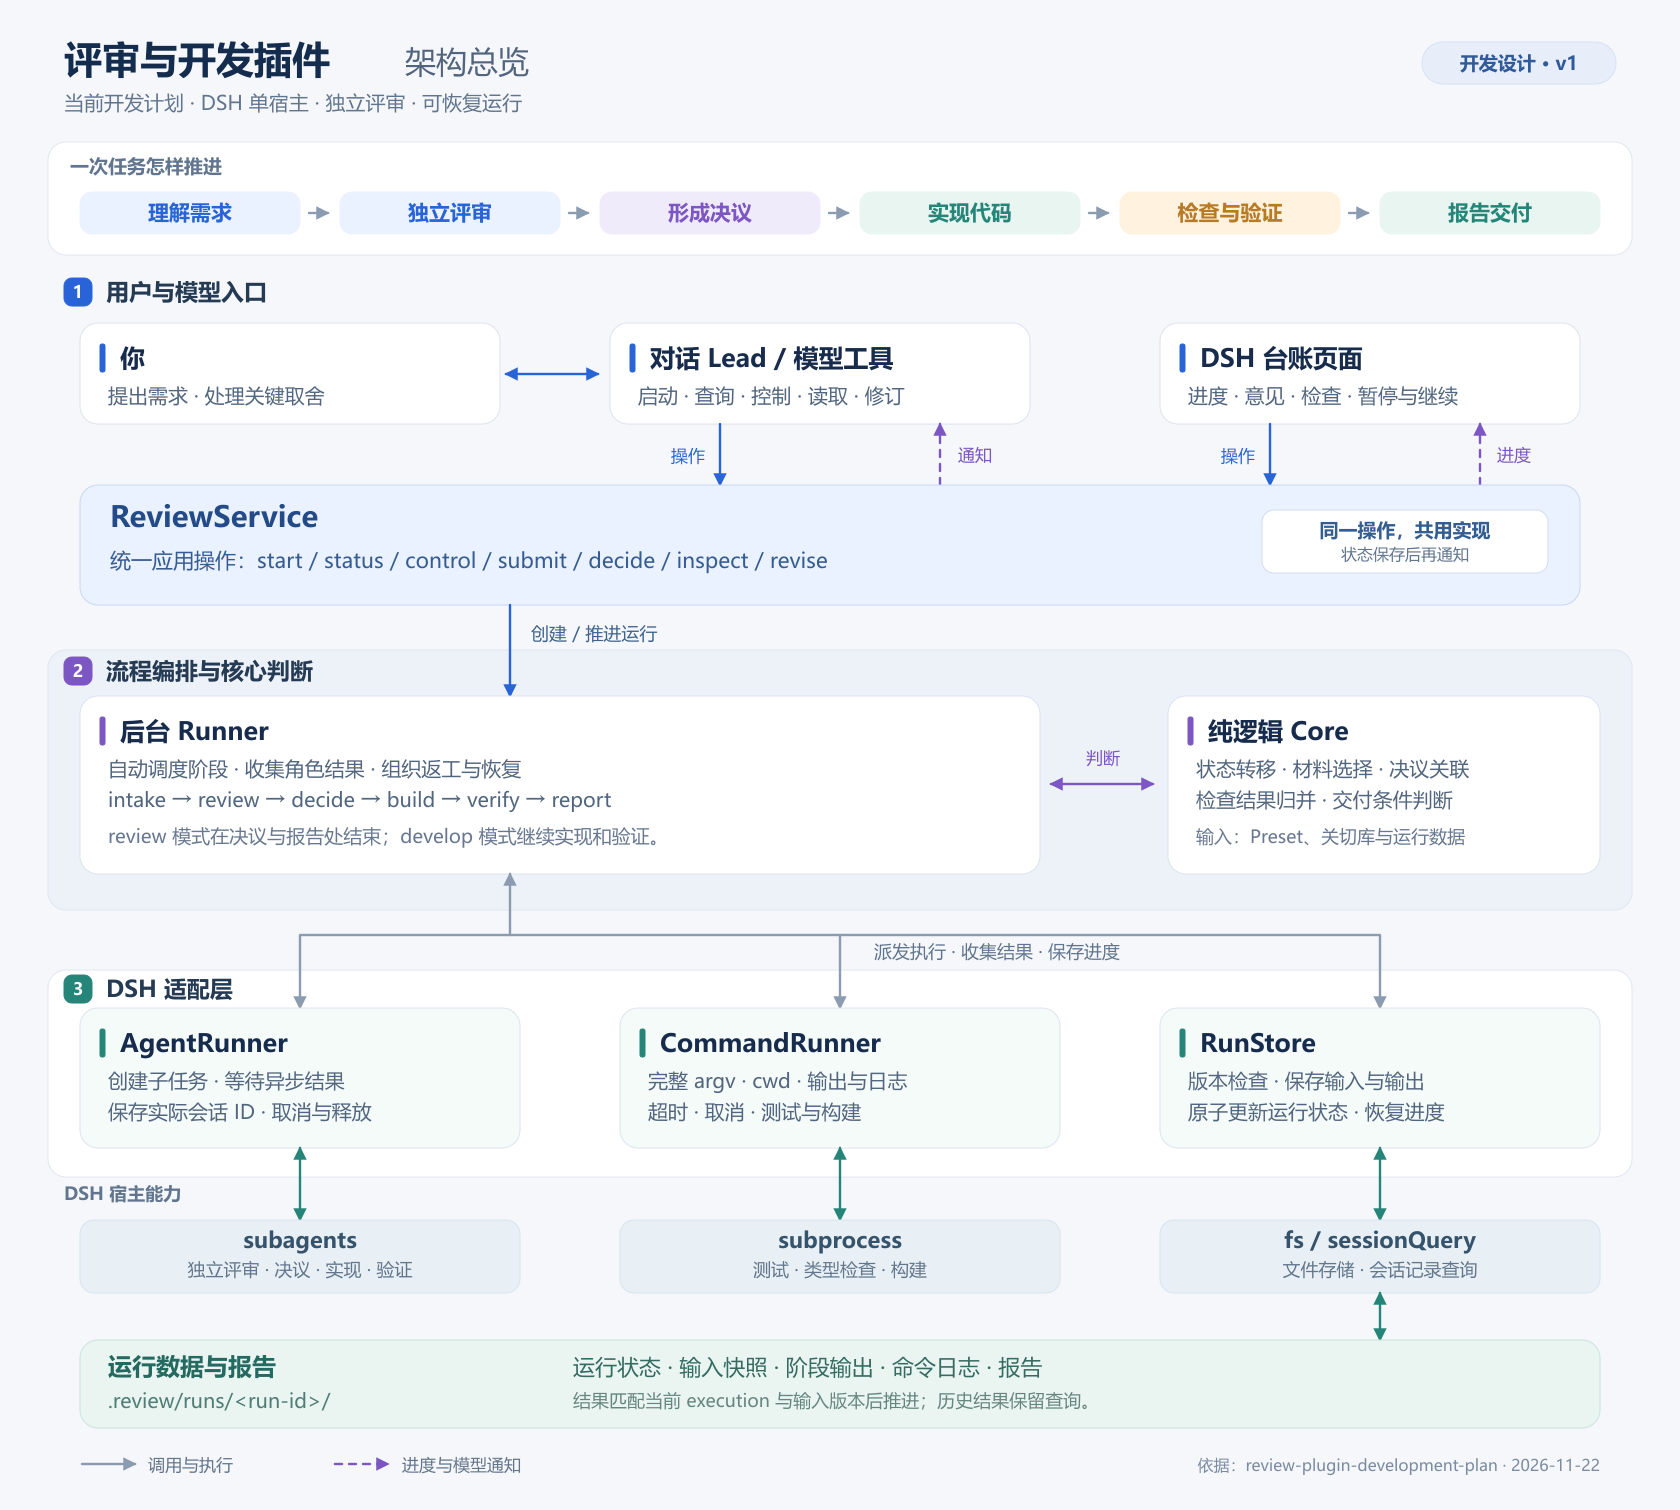 评审与开发插件
架构总览
开发设计 • v1
当前开发计划 · DSH 单宿主 · 独立评审 · 可恢复运行
一次任务怎样推进
理解需求
独立评审
形成决议
实现代码
检查与验证
报告交付
1 用户与模型入口
你
提出需求 · 处理关键取舍
对话 Lead / 模型工具
启动 · 查询 · 控制 · 读取 · 修订
DSH 台账页面
进度 · 意见 · 检查 · 暂停与继续
操作
通知
操作
进度
ReviewService
统一应用操作：start / status / control / submit / decide / inspect / revise
同一操作，共用实现
状态保存后再通知
创建 / 推进运行
2 流程编排与核心判断
后台 Runner
自动调度阶段 · 收集角色结果 · 组织返工与恢复
intake → review → decide → build → verify → report
review 模式在决议与报告处结束；develop 模式继续实现和验证。
判断
纯逻辑 Core
状态转移 · 材料选择 · 决议关联
检查结果归并 · 交付条件判断
输入：Preset、关切库与运行数据
派发执行 · 收集结果 · 保存进度
3 DSH 适配层
AgentRunner
创建子任务 · 等待异步结果
保存实际会话 ID · 取消与释放
CommandRunner
完整 argv · cwd · 输出与日志
超时 · 取消 · 测试与构建
RunStore
版本检查 · 保存输入与输出
原子更新运行状态 · 恢复进度
DSH 宿主能力
subagents
独立评审 · 决议 · 实现 · 验证
subprocess
测试 · 类型检查 · 构建
fs / sessionQuery
文件存储 · 会话记录查询
运行数据与报告
.review/runs/<run-id>/
运行状态 · 输入快照 · 阶段输出 · 命令日志 · 报告
结果匹配当前 execution 与输入版本后推进；历史结果保留查询。
调用与执行
进度与模型通知
依据：review-plugin-development-plan · 2026-11-22